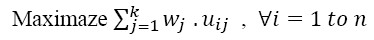 Maximaze ∑_{j=1}^{k} w_j . u_{ij} , ∀i = 1 to n